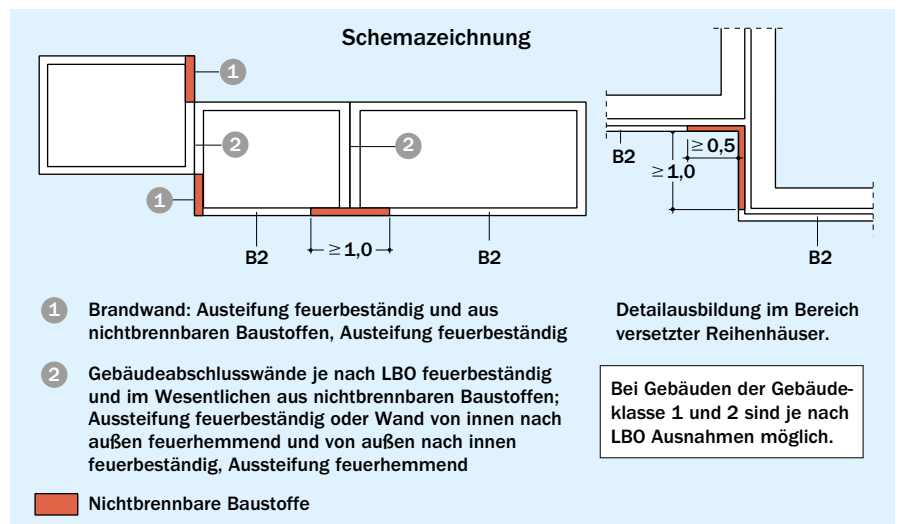 Schemazeichnung
1
2
2
1
B2
≥ 1,0
B2
B2
≥ 0,5
≥ 1,0
B2
1 Brandwand: Austeifung feuerbeständig und aus
nichtbrennbaren Baustoffen, Austeifung feuerbeständig
2 Gebäudeabschlusswände je nach LBO feuerbeständig
und im Wesentlichen aus nichtbrennbaren Baustoffen;
Aussteifung feuerbeständig oder Wand von innen nach
außen feuerhemmend und von außen nach innen
feuerbeständig, Aussteifung feuerhemmend
Nichtbrennbare Baustoffe
Detailausbildung im Bereich
versetzter Reihenhäuser.
Bei Gebäuden der Gebäude-
klasse 1 und 2 sind je nach
LBO Ausnahmen möglich.